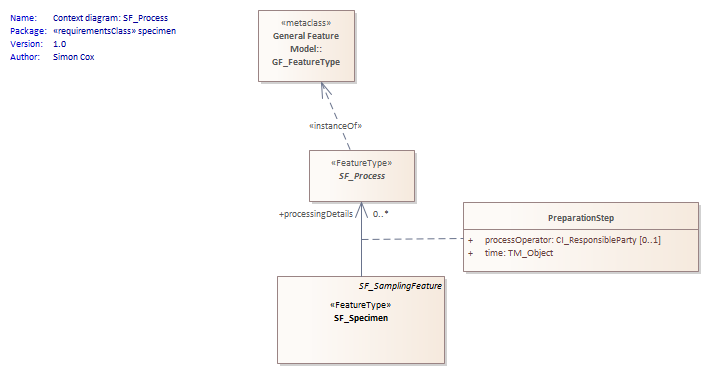 Name: Context diagram: SF_Process
Package: «requirementsClass» specimen
Version: 1.0
Author: Simon Cox
«metaclass»
General Feature
Model::
GF_FeatureType
«instanceOf»
«FeatureType»
SF_Process
+processingDetails 0..*
PreparationStep
+ processOperator: CI_ResponsibleParty [0..1]
+ time: TM_Object
SF_SamplingFeature
«FeatureType»
SF_Specimen